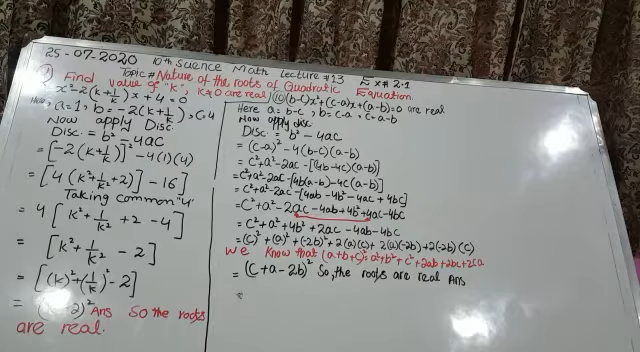 25-07-2020 10th Science Math Lecture #13 Ex # 2.1
Topic # Nature of the roots of Quadratic Equation.
Find value of "K", K≠0 are real
x²-2(K+1/K)x+4=0
Here, a=1, b=-2(K+1/K), C=4
Now apply Disc.
Disc. = b²-4ac
=[-2(K+1/K)]²-4(1)(4)
=[4(K²+1/K²+2)-16]
Taking common "4"
=4[K²+1/K²+2-4]
=[K²+1/K²-2]
=[(K)²+(1/K)²-2]
)² Ans So the roots
are real.
(b-c)x²+(c-a)x+(a-b)=0 are real
Here a=b-c, b=c-a, c=a-b
Now apply disc
Disc. = b²-4ac
=(c-a)²-4(b-c)(a-b)
=c²+a²-2ac-[(4b-4c)(a-b)]
=c²+a²-2ac-[4b(a-b)-4c(a-b)]
=c²+a²-2ac-[4ab-4b²-4ac+4bc]
=c²+a²-2ac-4ab+4b²+4ac-4bc
=c²+a²+4b²+2ac-4ab-4bc
=(c)²+(a)²+(-2b)²+2(a)(c)+2(a)(-2b)+2(-2b)(c)
We know that (a+b+c)²=a²+b²+c²+2ab+2bc+2ca
=(c+a-2b)² So, the roots are real Ans